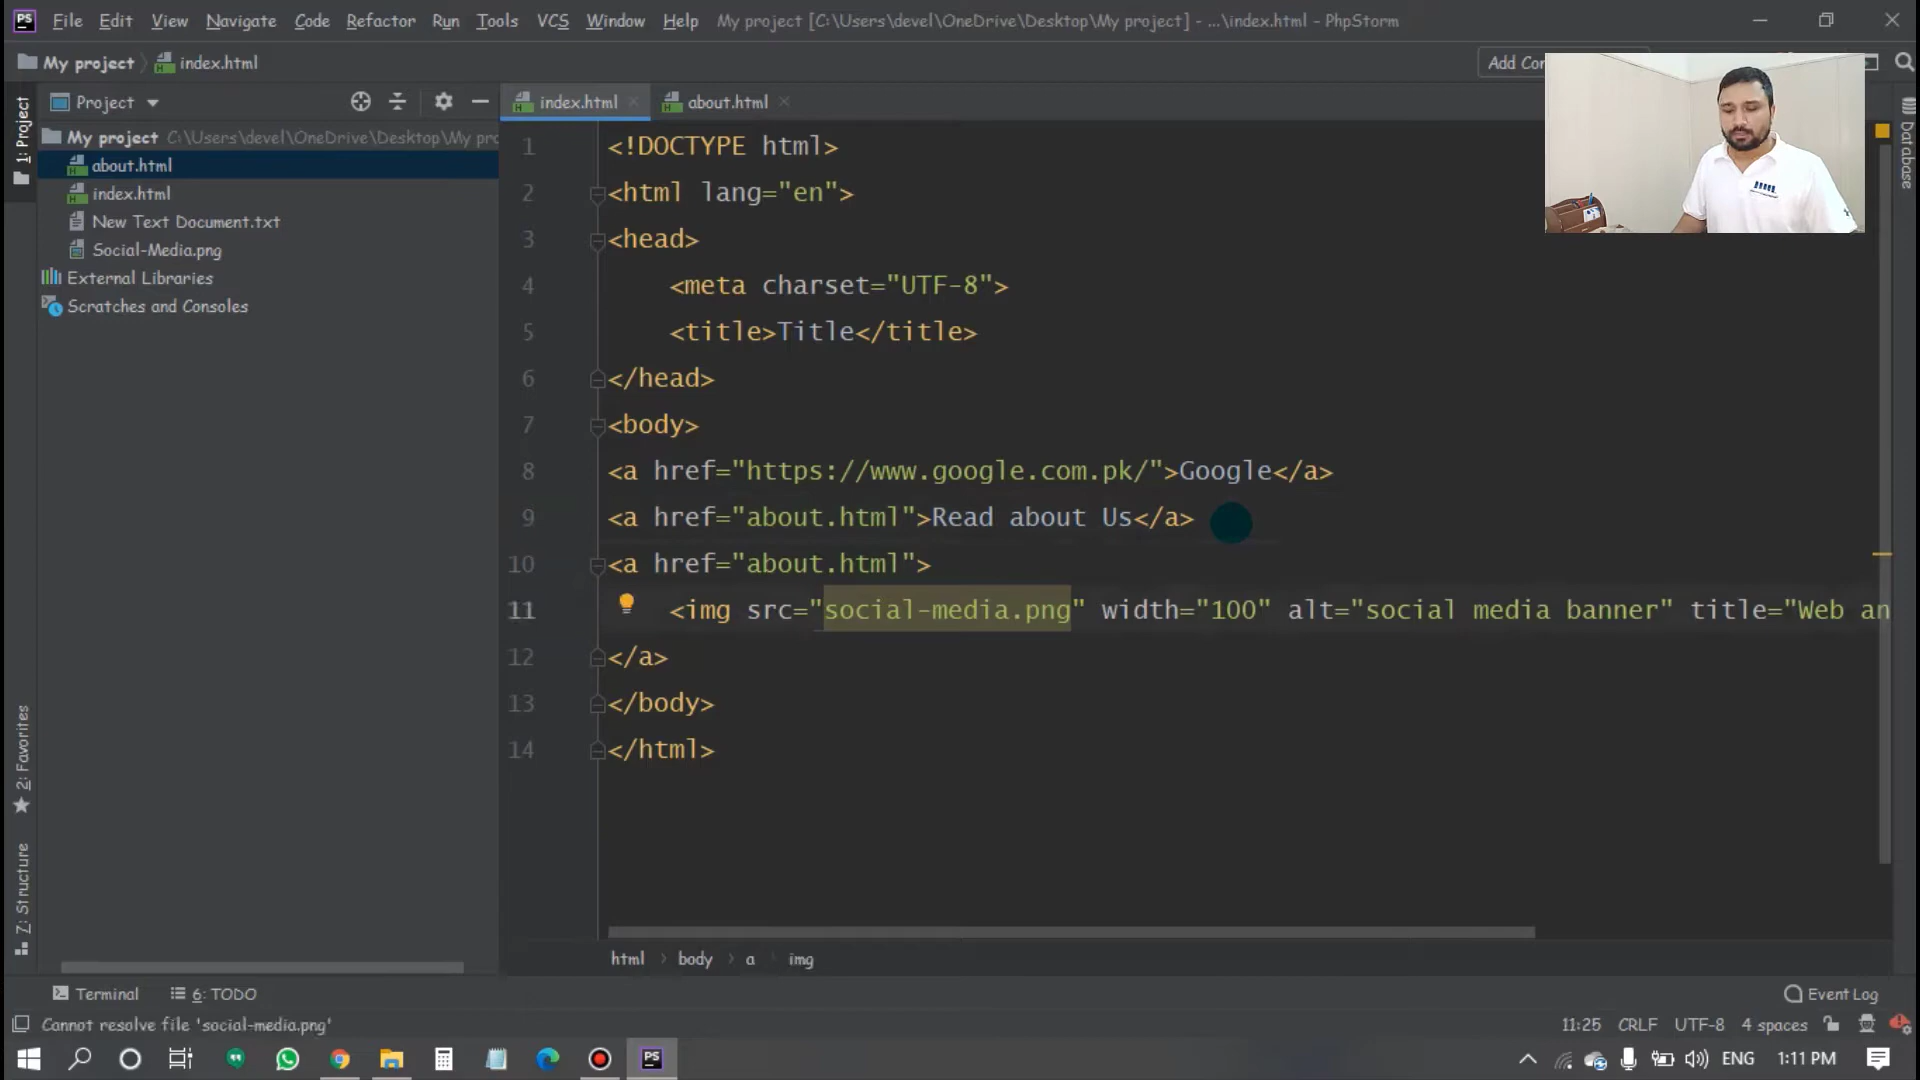 File Edit View Navigate Code Refactor Run Tools VCS Window Help My project [C:\Users\devel\OneDrive\Desktop\My project] - ...\index.html - PhpStorm
My project index.html Add Con
1: Project
Project
index.html about.html
Database
My project C:\Users\devel\OneDrive\Desktop\My pro
about.html
index.html
New Text Document.txt
Social-Media.png
External Libraries
Scratches and Consoles
1 <!DOCTYPE html>
2 <html lang="en">
3 <head>
4 <meta charset="UTF-8">
5 <title>Title</title>
6 </head>
7 <body>
8 <a href="https://www.google.com.pk/">Google</a>
9 <a href="about.html">Read about Us</a>
10 <a href="about.html">
11 <img src="social-media.png" width="100" alt="social media banner" title="Web an
12 </a>
13 </body>
14 </html>
2: Favorites
Z: Structure
html body a img
Terminal 6: TODO Event Log
Cannot resolve file 'social-media.png' 11:25 CRLF UTF-8 4 spaces
PS ENG 1:11 PM